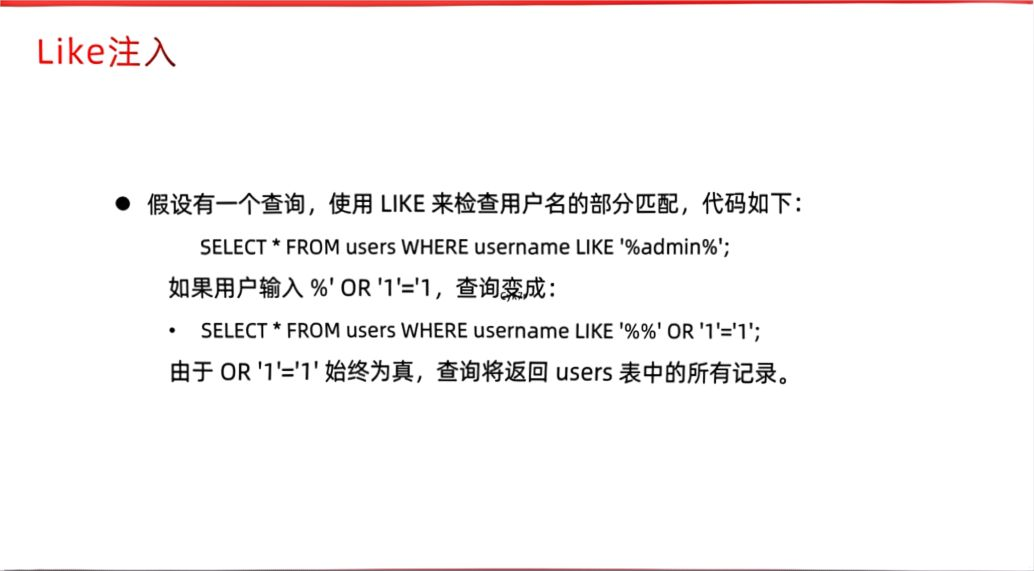 Like注入
● 假设有一个查询，使用 LIKE 来检查用户名的部分匹配，代码如下：
SELECT * FROM users WHERE username LIKE '%admin%';
如果用户输入 %' OR '1'='1，查询变成：
• SELECT * FROM users WHERE username LIKE '%%' OR '1'='1';
由于 OR '1'='1' 始终为真，查询将返回 users 表中的所有记录。